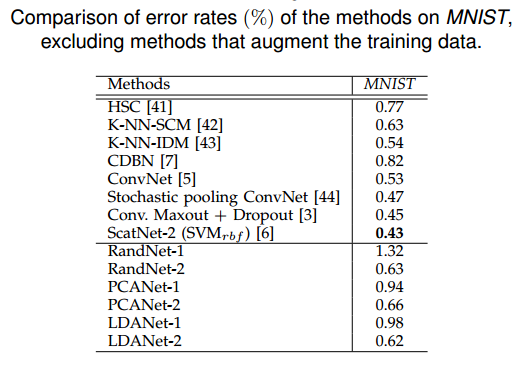 Comparison of error rates (%) of the methods on MNIST,
excluding methods that augment the training data.
Methods MNIST
HSC [41] 0.77
K-NN-SCM [42] 0.63
K-NN-IDM [43] 0.54
CDBN [7] 0.82
ConvNet [5] 0.53
Stochastic pooling ConvNet [44] 0.47
Conv. Maxout + Dropout [3] 0.45
ScatNet-2 (SVMrbf) [6] 0.43
RandNet-1 1.32
RandNet-2 0.63
PCANet-1 0.94
PCANet-2 0.66
LDANet-1 0.98
LDANet-2 0.62